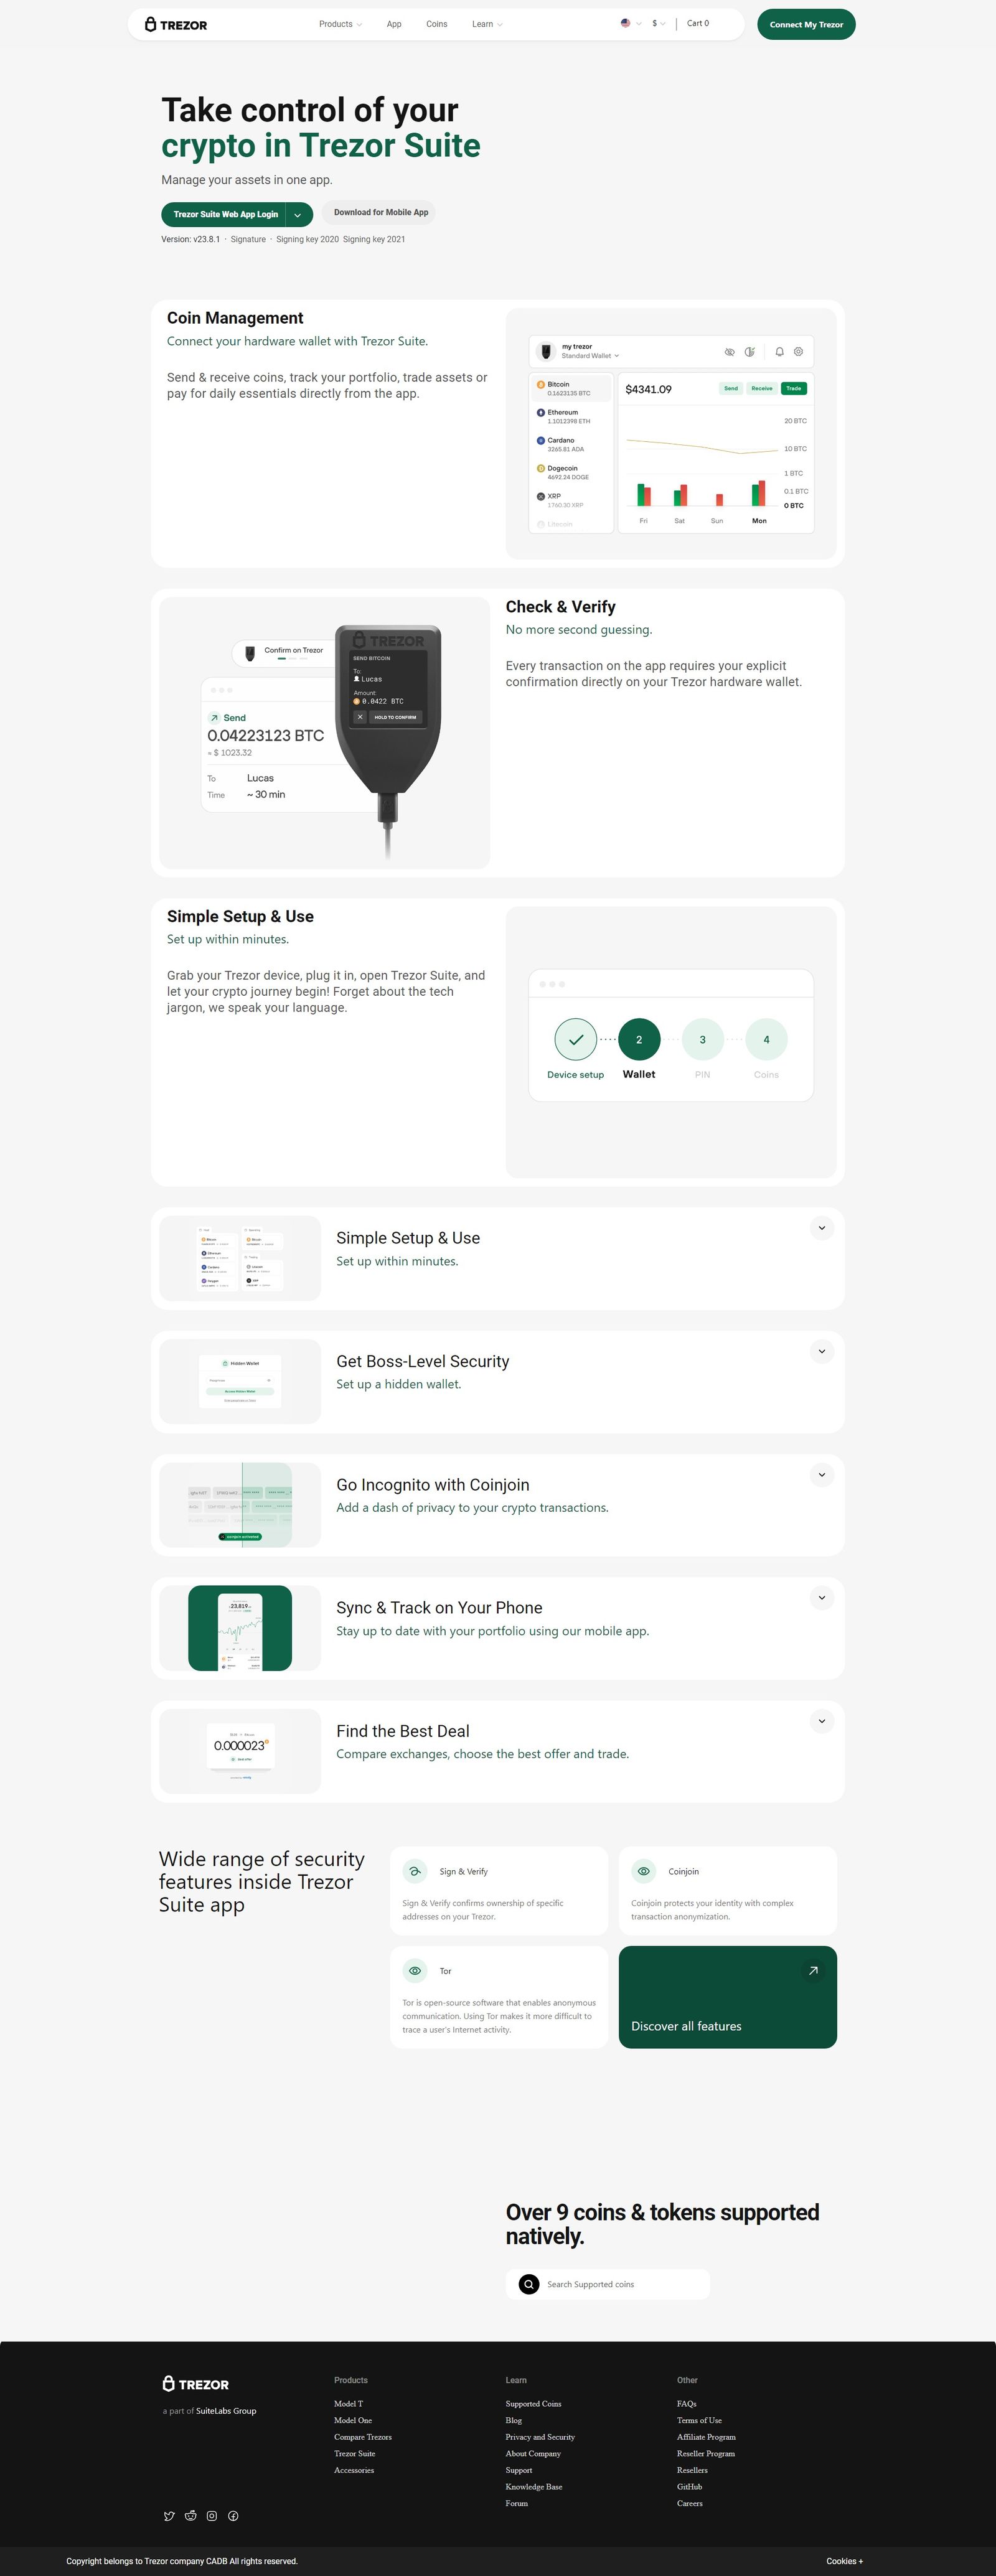 TREZOR
Products
App
Coins
Learn
$
Cart 0
Connect My Trezor
Take control of your
crypto in Trezor Suite
Manage your assets in one app.
Trezor Suite Web App Login
Download for Mobile App
Version: v23.8.1 · Signature · Signing key 2020 Signing key 2021
Coin Management
Connect your hardware wallet with Trezor Suite.
Send & receive coins, track your portfolio, trade assets or
pay for daily essentials directly from the app.
my trezor
Standard Wallet
Bitcoin
0.1623135 BTC
Ethereum
1.1012398 ETH
Cardano
3265.81 ADA
Dogecoin
4692.24 DOGE
XRP
1760.30 XRP
Litecoin
$4341.09
Send
Receive
Trade
20 BTC
10 BTC
1 BTC
0.1 BTC
0 BTC
Fri
Sat
Sun
Mon
Confirm on Trezor
Send
0.04223123 BTC
≈ $ 1023.32
To
Lucas
Time
~ 30 min
TREZOR
SEND BITCOIN
To:
Lucas
Amount:
0.0422 BTC
HOLD TO CONFIRM
Check & Verify
No more second guessing.
Every transaction on the app requires your explicit
confirmation directly on your Trezor hardware wallet.
Simple Setup & Use
Set up within minutes.
Grab your Trezor device, plug it in, open Trezor Suite, and
let your crypto journey begin! Forget about the tech
jargon, we speak your language.
2
3
4
Device setup
Wallet
PIN
Coins
Simple Setup & Use
Set up within minutes.
Hidden Wallet
Get Boss-Level Security
Set up a hidden wallet.
Go Incognito with Coinjoin
Add a dash of privacy to your crypto transactions.
23,819
Sync & Track on Your Phone
Stay up to date with your portfolio using our mobile app.
0.000023
Find the Best Deal
Compare exchanges, choose the best offer and trade.
Wide range of security
features inside Trezor
Suite app
Sign & Verify
Sign & Verify confirms ownership of specific
addresses on your Trezor.
Coinjoin
Coinjoin protects your identity with complex
transaction anonymization.
Tor
Tor is open-source software that enables anonymous
communication. Using Tor makes it more difficult to
trace a user's Internet activity.
Discover all features
Over 9 coins & tokens supported
natively.
Search Supported coins
TREZOR
a part of SuiteLabs Group
Products
Model T
Model One
Compare Trezors
Trezor Suite
Accessories
Learn
Supported Coins
Blog
Privacy and Security
About Company
Support
Knowledge Base
Forum
Other
FAQs
Terms of Use
Affiliate Program
Reseller Program
Resellers
GitHub
Careers
Copyright belongs to Trezor company CADB All rights reserved.
Cookies +